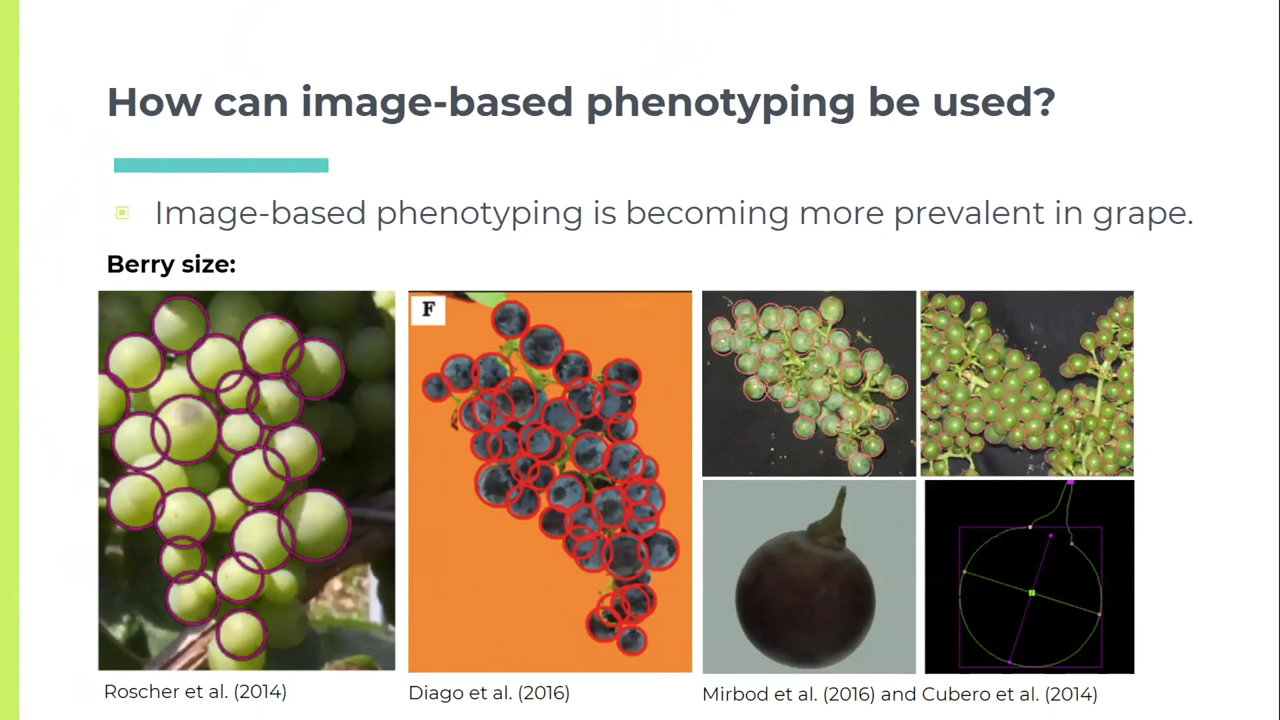 How can image-based phenotyping be used?
Image-based phenotyping is becoming more prevalent in grape.
Berry size:
F
Roscher et al. (2014)
Diago et al. (2016)
Mirbod et al. (2016) and Cubero et al. (2014)